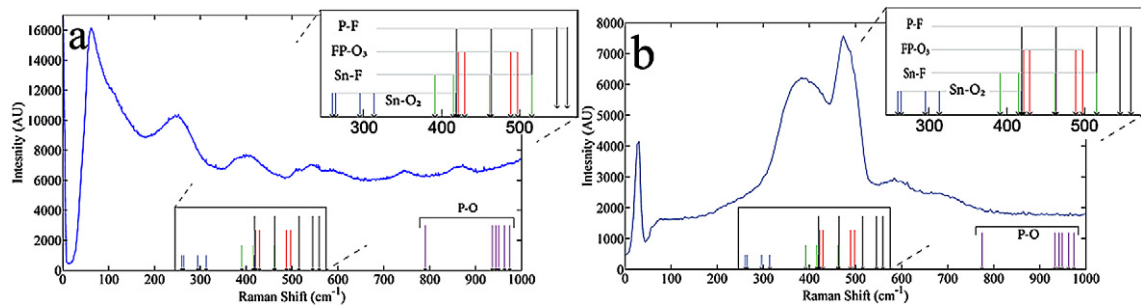 a
16000
14000
12000
10000
8000
6000
4000
2000
0
Intesnity (AU)
0 100 200 300 400 500 600 700 800 900 1000
Raman Shift (cm-1)
P-F
FP-O₃
Sn-F
Sn-O₂
300 400 500
P-O
b
8000
7000
6000
5000
4000
3000
2000
1000
0
Intesnity (AU)
0 100 200 300 400 500 600 700 800 900 1000
Raman Shift (cm-1)
P-F
FP-O₃
Sn-F
Sn-O₂
300 400 500
P-O